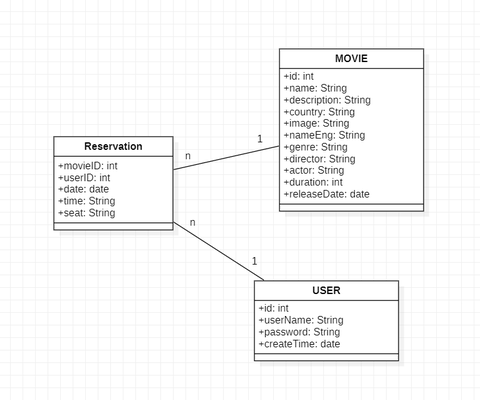 MOVIE
+id: int
+name: String
+description: String
+country: String
+image: String
+nameEng: String
+genre: String
+director: String
+actor: String
+duration: int
+releaseDate: date
1
n
Reservation
+movieID: int
+userID: int
+date: date
+time: String
+seat: String
n
1
USER
+id: int
+userName: String
+password: String
+createTime: date